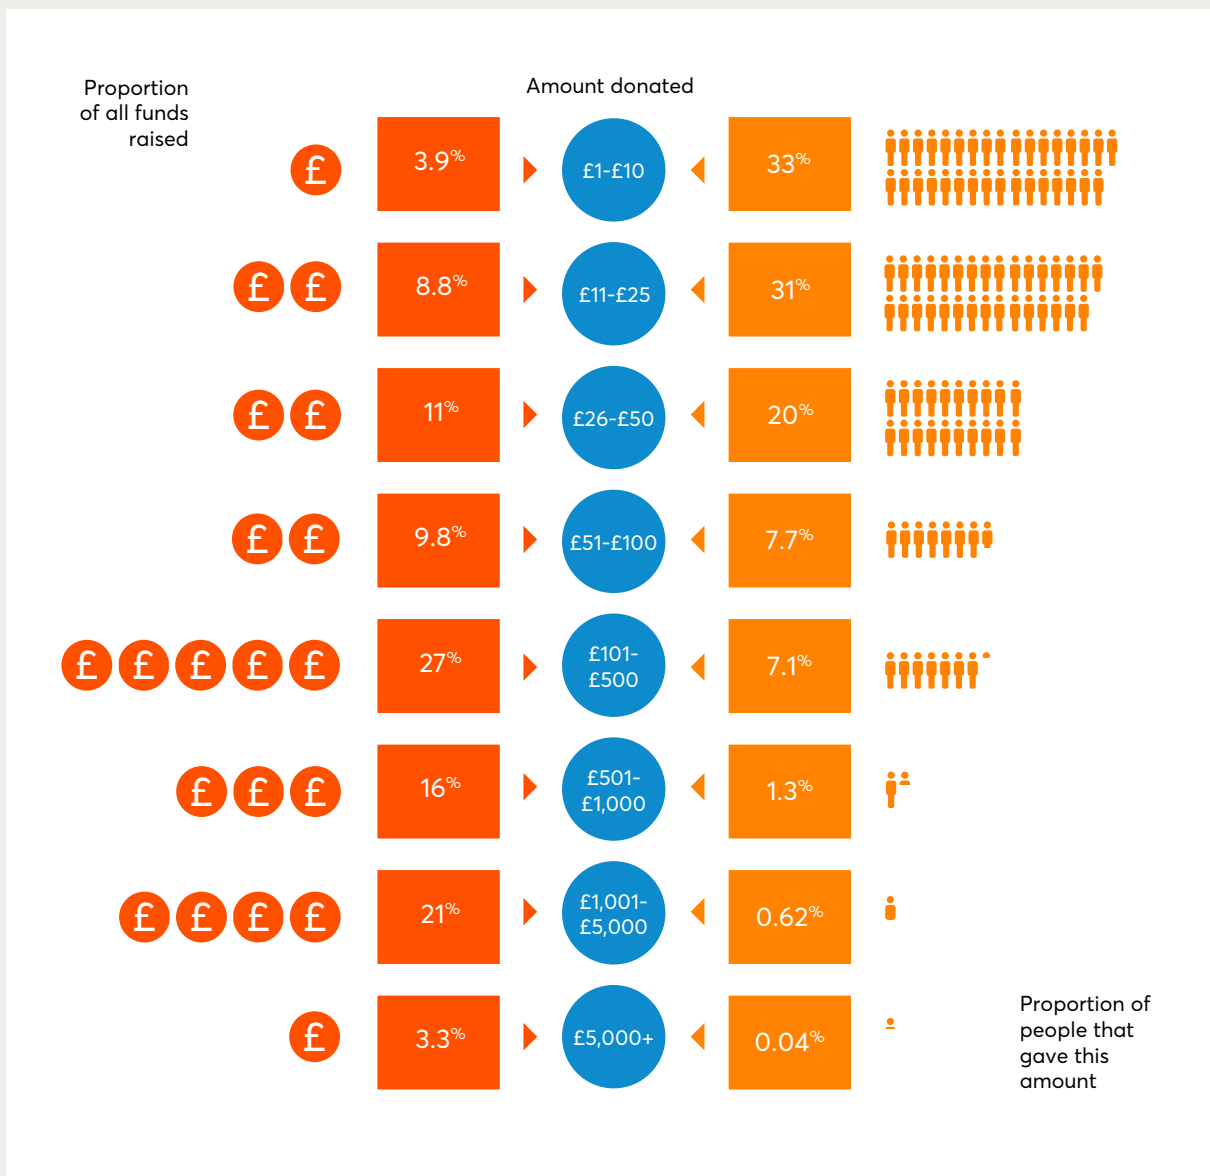 Proportion
of all funds
raised
Amount donated
£
3.9%
£1-£10
33%
£ £
8.8%
£11-£25
31%
£ £
11%
£26-£50
20%
£ £
9.8%
£51-£100
7.7%
£ £ £ £ £
27%
£101-
£500
7.1%
£ £ £
16%
£501-
£1,000
1.3%
£ £ £ £
21%
£1,001-
£5,000
0.62%
£
3.3%
£5,000+
0.04%
Proportion of
people that
gave this
amount